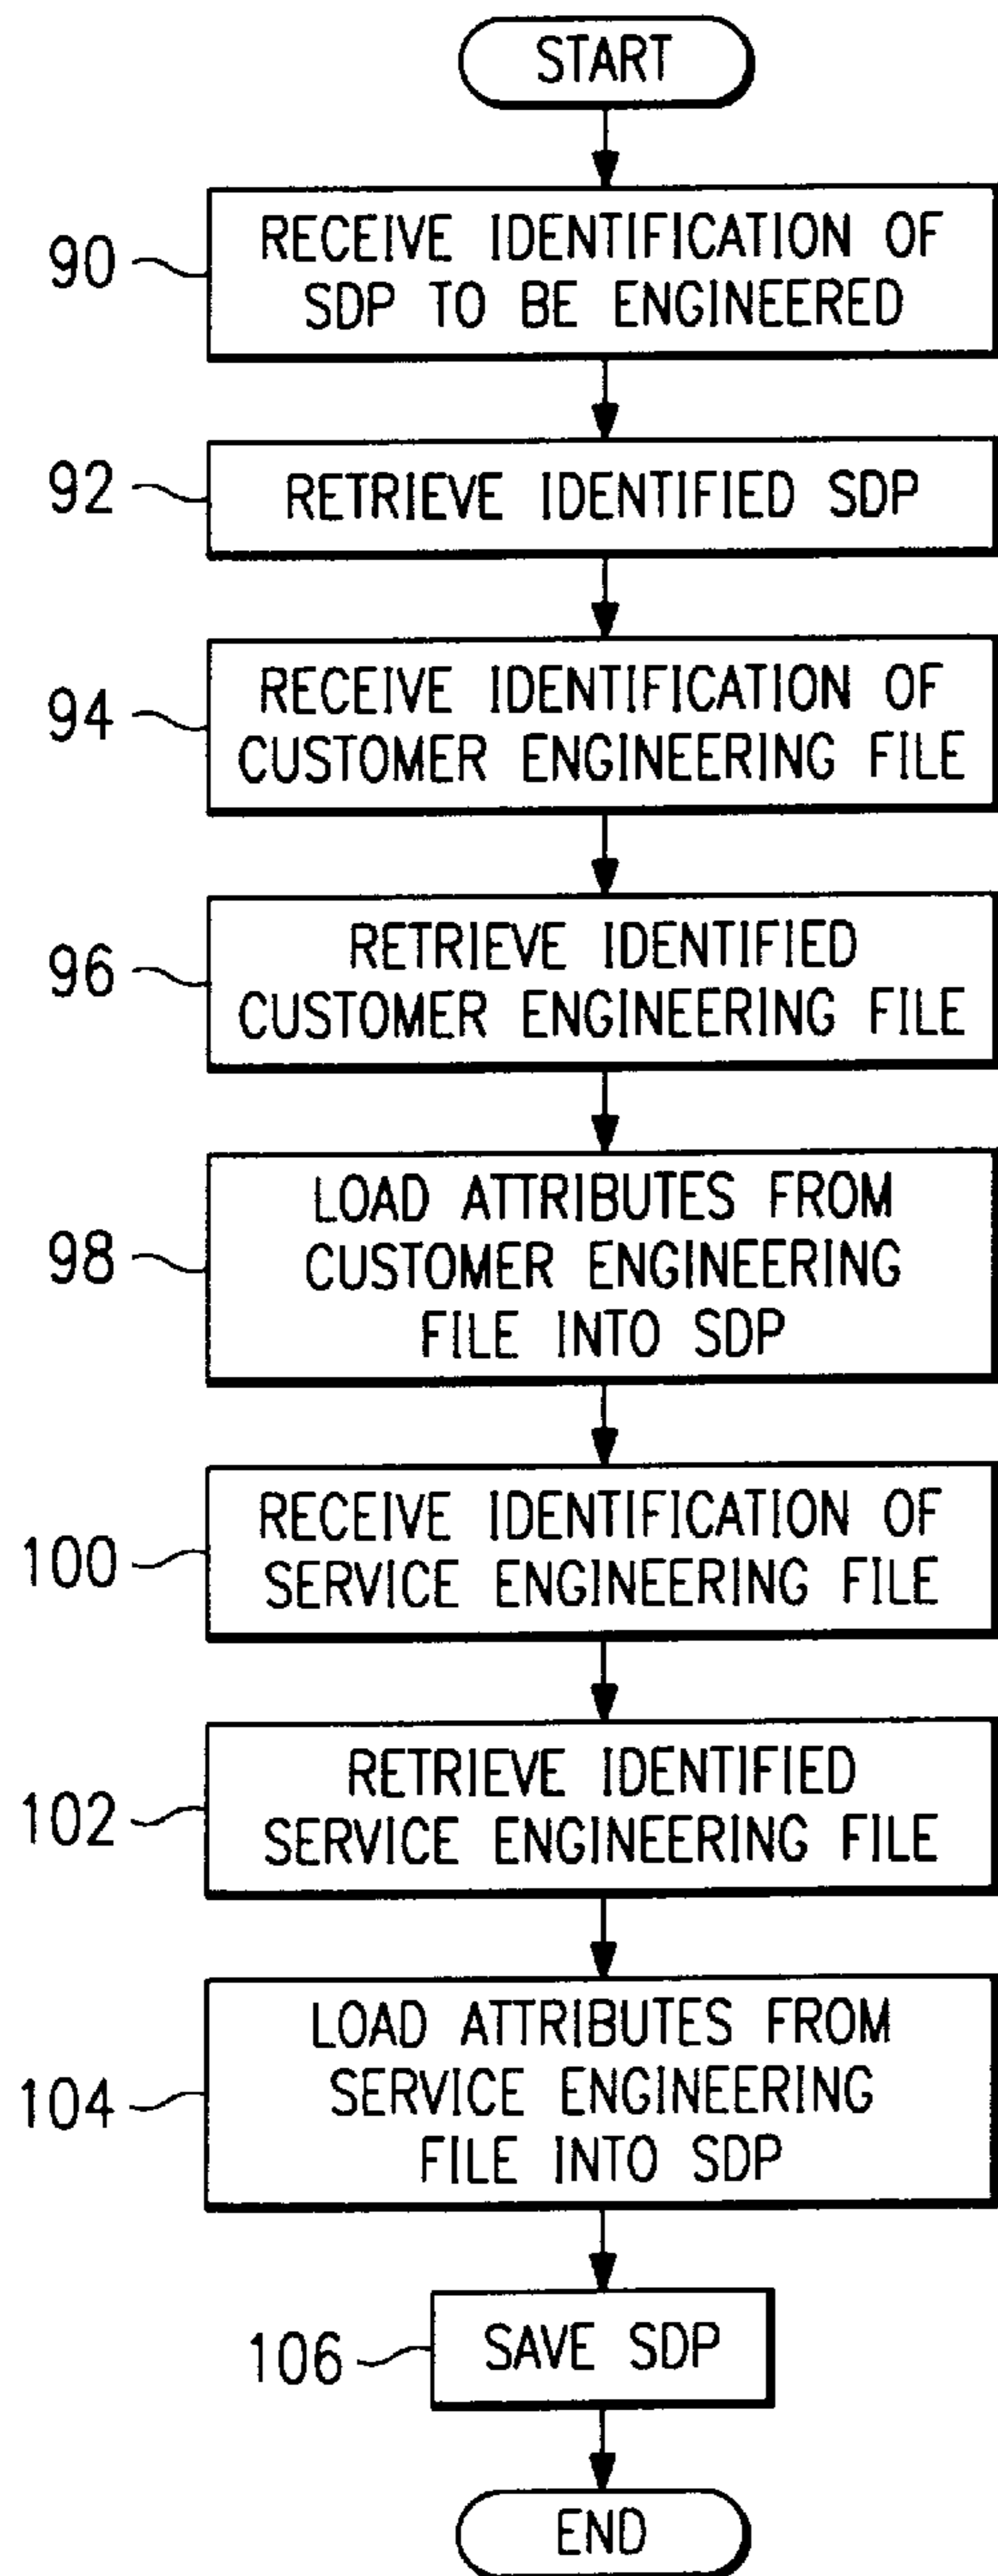 START
90
RECEIVE IDENTIFICATION OF
SDP TO BE ENGINEERED
92
RETRIEVE IDENTIFIED SDP
94
RECEIVE IDENTIFICATION OF
CUSTOMER ENGINEERING FILE
96
RETRIEVE IDENTIFIED
CUSTOMER ENGINEERING FILE
98
LOAD ATTRIBUTES FROM
CUSTOMER ENGINEERING
FILE INTO SDP
100
RECEIVE IDENTIFICATION OF
SERVICE ENGINEERING FILE
102
RETRIEVE IDENTIFIED
SERVICE ENGINEERING FILE
104
LOAD ATTRIBUTES FROM
SERVICE ENGINEERING
FILE INTO SDP
106
SAVE SDP
END